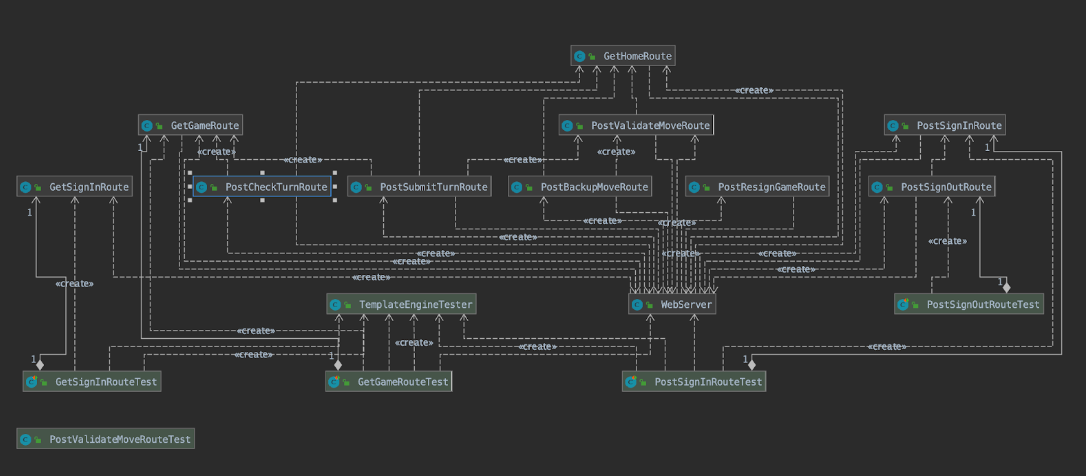 GetHomeRoute
«create»
GetGameRoute
PostValidateMoveRoute
PostSignInRoute
1
«create»
«create»
«create»
«create»
1
«create»
GetSignInRoute
PostCheckTurnRoute
PostSubmitTurnRoute
PostBackupMoveRoute
PostResignGameRoute
PostSignOutRoute
1
1
«create»
«create»
«create»
«create»
«create»
«create»
«create»
«create»
«create»
1
TemplateEngineTester
WebServer
PostSignOutRouteTest
«create»
«create»
«create»
«create»
«create»
1
1
1
GetSignInRouteTest
GetGameRouteTest
PostSignInRouteTest
PostValidateMoveRouteTest